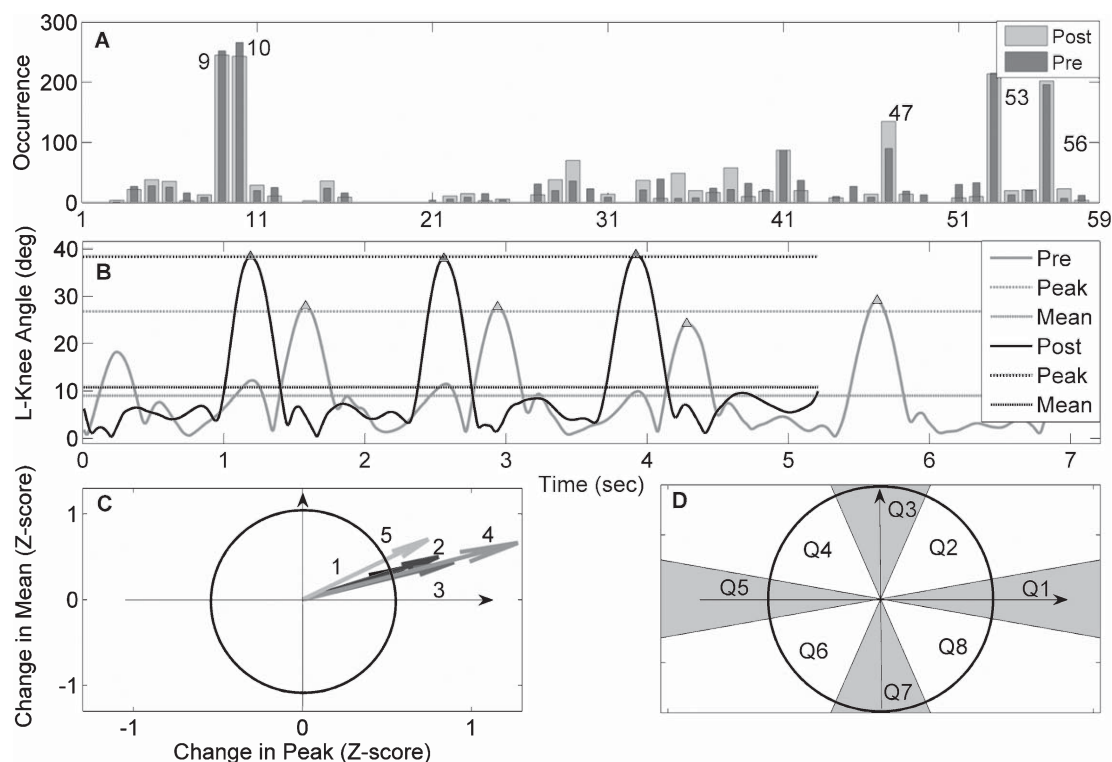 300
200
100
0
Occurrence
A
9
10
47
53
56
Post
Pre
1
11
21
31
41
51
59
40
30
20
10
0
L-Knee Angle (deg)
B
Pre
Peak
Mean
Post
Peak
Mean
0
1
2
3
4
5
6
7
Time (sec)
1
0
-1
Change in Mean (Z-score)
C
1
5
2
4
3
-1
0
1
Change in Peak (Z-score)
D
Q3
Q4
Q2
Q5
Q1
Q6
Q8
Q7